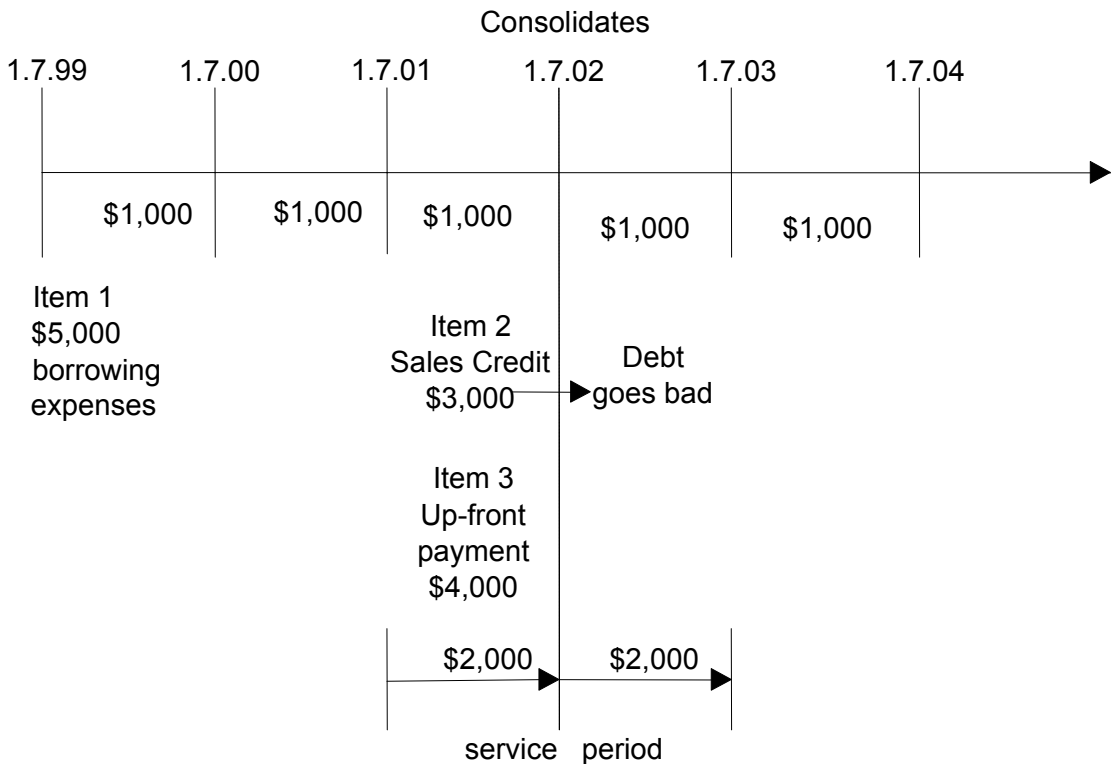 Consolidates
1.7.99 1.7.00 1.7.01 1.7.02 1.7.03 1.7.04
$1,000 $1,000 $1,000 $1,000 $1,000
Item 1
$5,000
borrowing
expenses
Item 2
Sales Credit
$3,000
Debt
goes bad
Item 3
Up-front
payment
$4,000
$2,000 $2,000
service period